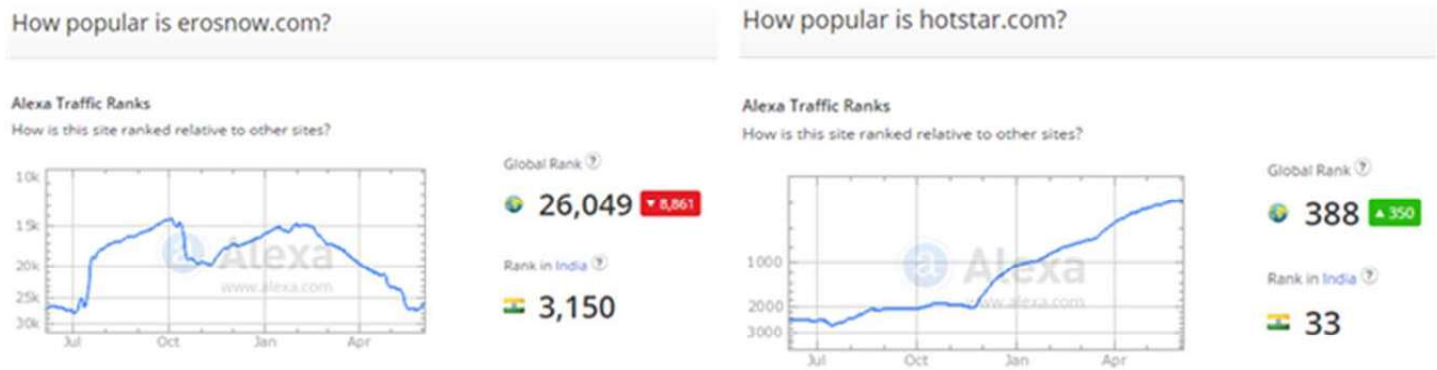 How popular is erosnow.com?
Alexa Traffic Ranks
How is this site ranked relative to other sites?
10k
15k
20k
25k
30k
Jul
Oct
Jan
Apr
a Alexa
www.alexa.com
Global Rank ?
26,049 ▼ 8,861
Rank in India ?
3,150
How popular is hotstar.com?
Alexa Traffic Ranks
How is this site ranked relative to other sites?
1000
2000
3000
Jul
Oct
Jan
Apr
a Alexa
www.alexa.com
Global Rank ?
388 ▲ 350
Rank in India ?
33